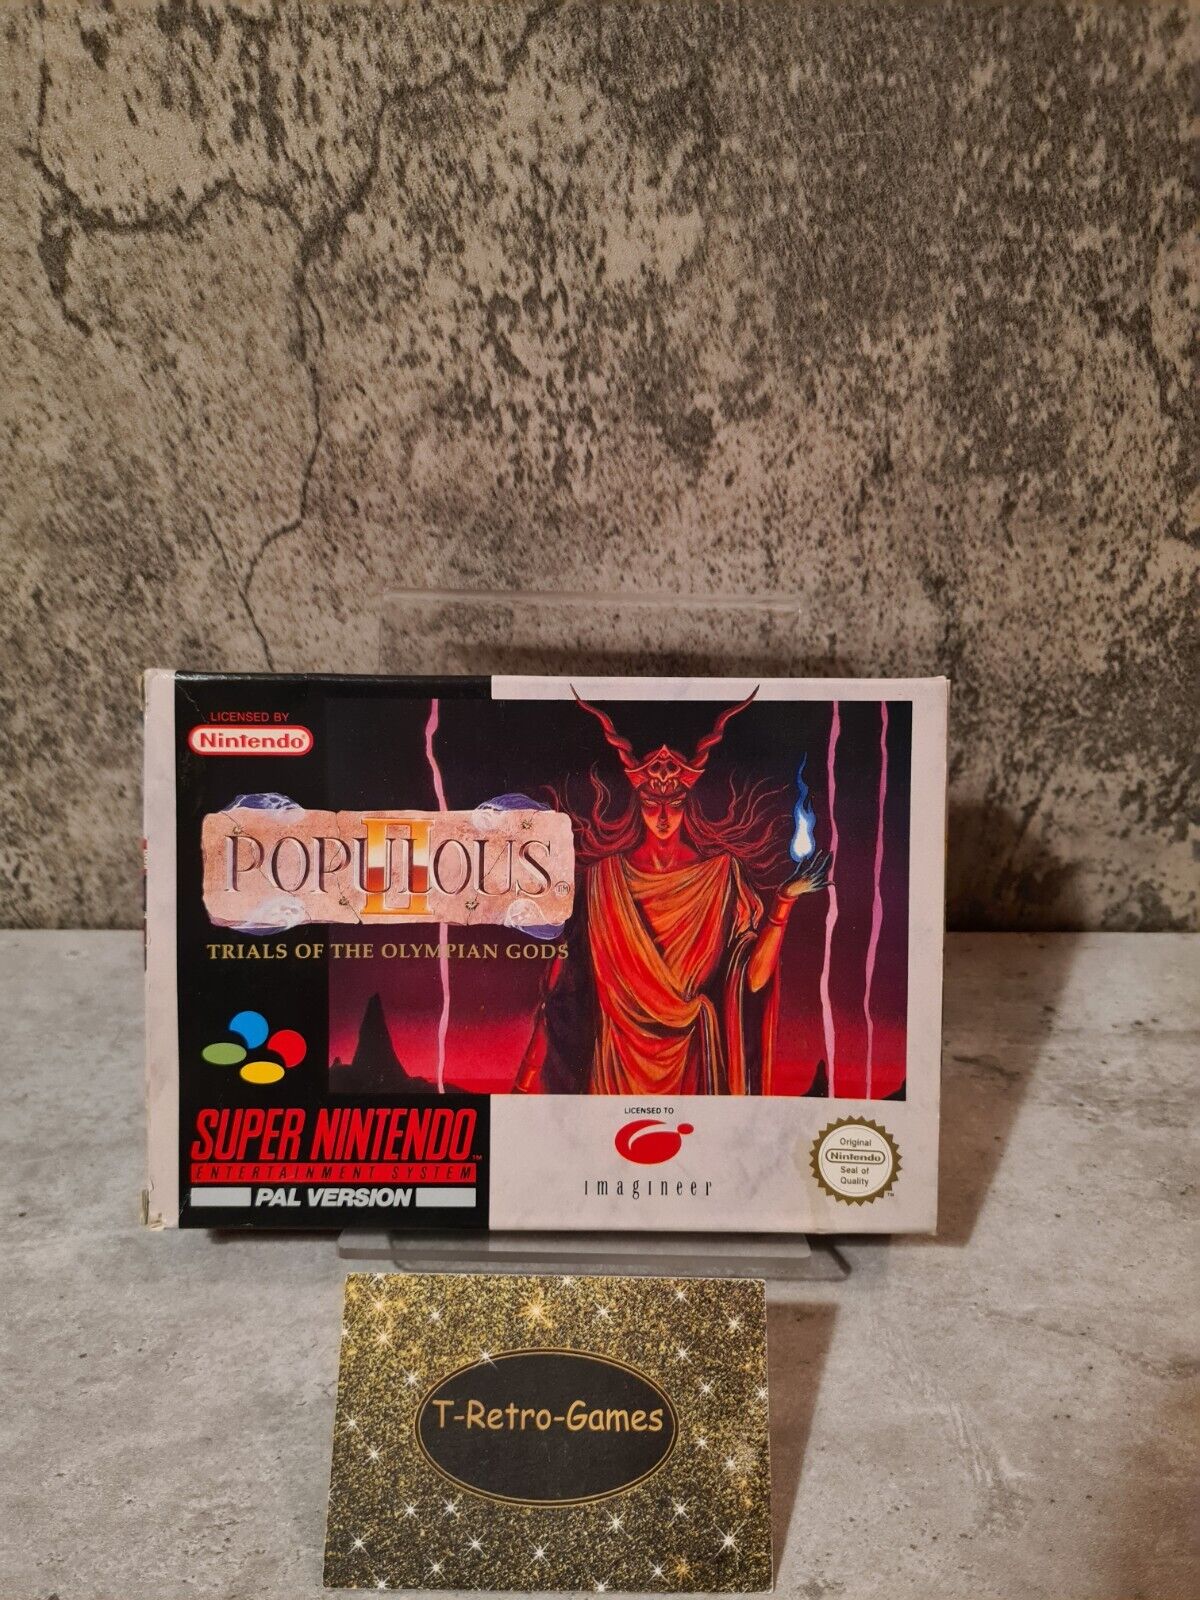 LICENSED BY
Nintendo
POPULOUS II TM
TRIALS OF THE OLYMPIAN GODS
SUPER NINTENDO TM
ENTERTAINMENT SYSTEM
PAL VERSION
LICENSED TO
imagineer
Original
Nintendo
Seal of
Quality
TM
T-Retro-Games